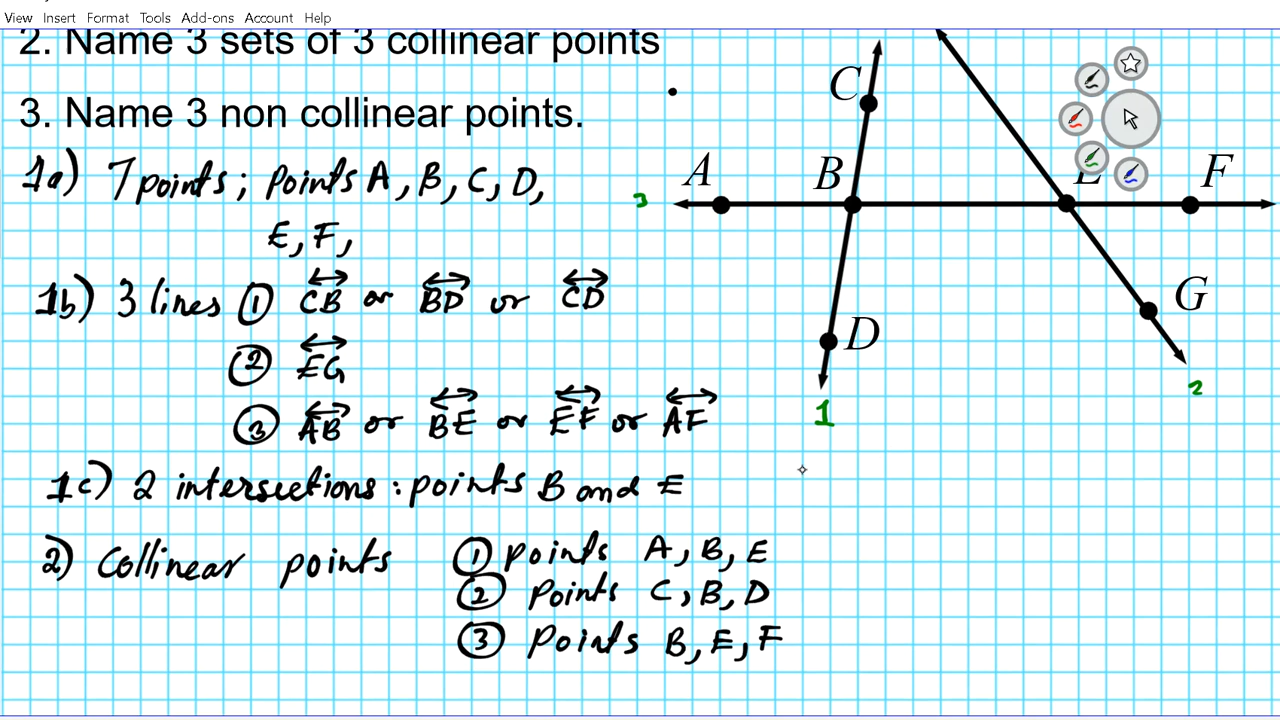 View Insert Format Tools Add-ons Account Help
2. Name 3 sets of 3 collinear points
3. Name 3 non collinear points.
1a) 7 points; points A, B, C, D,
E, F,
1b) 3 lines ① CB or BD or CD
② EG
③ AB or BE or EF or AF
1c) 2 intersections: points B and E
2) Collinear points ① points A, B, E
② points C, B, D
③ points B, E, F
C
A B F
3
G
D
2
1